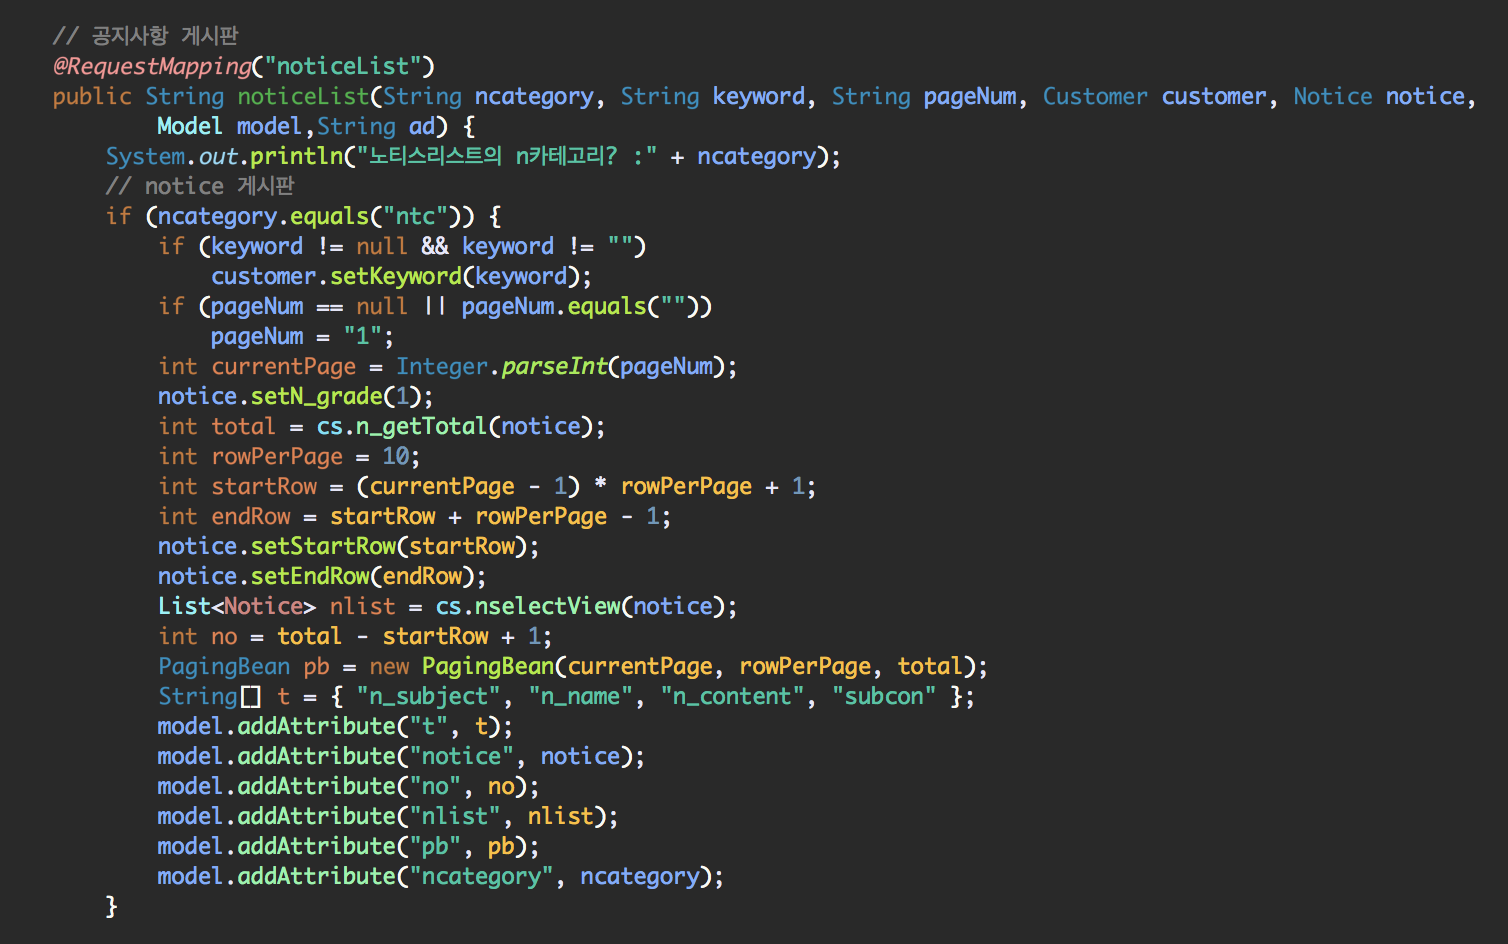 // 공지사항 게시판
@RequestMapping("noticeList")
public String noticeList(String ncategory, String keyword, String pageNum, Customer customer, Notice notice,
Model model,String ad) {
System.out.println("노티스리스트의 n카테고리? :" + ncategory);
// notice 게시판
if (ncategory.equals("ntc")) {
if (keyword != null && keyword != "")
customer.setKeyword(keyword);
if (pageNum == null || pageNum.equals(""))
pageNum = "1";
int currentPage = Integer.parseInt(pageNum);
notice.setN_grade(1);
int total = cs.n_getTotal(notice);
int rowPerPage = 10;
int startRow = (currentPage - 1) * rowPerPage + 1;
int endRow = startRow + rowPerPage - 1;
notice.setStartRow(startRow);
notice.setEndRow(endRow);
List<Notice> nlist = cs.nselectView(notice);
int no = total - startRow + 1;
PagingBean pb = new PagingBean(currentPage, rowPerPage, total);
String[] t = { "n_subject", "n_name", "n_content", "subcon" };
model.addAttribute("t", t);
model.addAttribute("notice", notice);
model.addAttribute("no", no);
model.addAttribute("nlist", nlist);
model.addAttribute("pb", pb);
model.addAttribute("ncategory", ncategory);
}